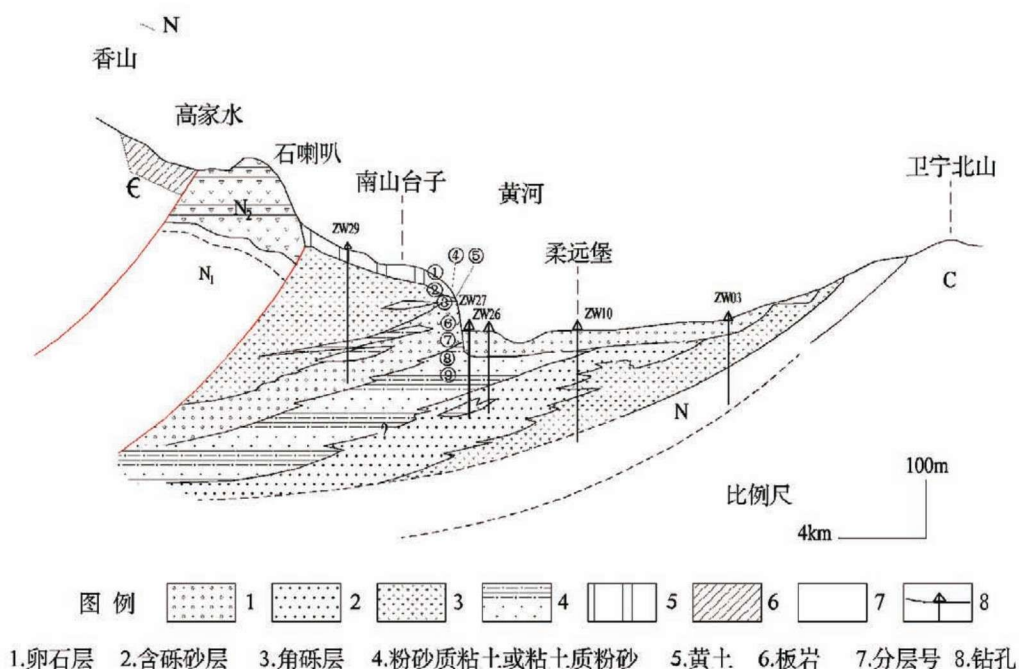 N
香山
高家水
石喇叭
南山台子
黄河
卫宁北山
柔远堡
Є
N₂
N₁
ZW29
① ④ ⑤
②
③ ZW27
ZW26
⑥
⑦
⑧
⑨
ZW10
ZW03
C
N
?
100m
比例尺
4km
图 例 1 2 3 4 5 6 7 8
1.卵石层 2.含砾砂层 3.角砾层 4.粉砂质粘土或粘土质粉砂 5.黄土 6.板岩 7.分层号 8.钻孔